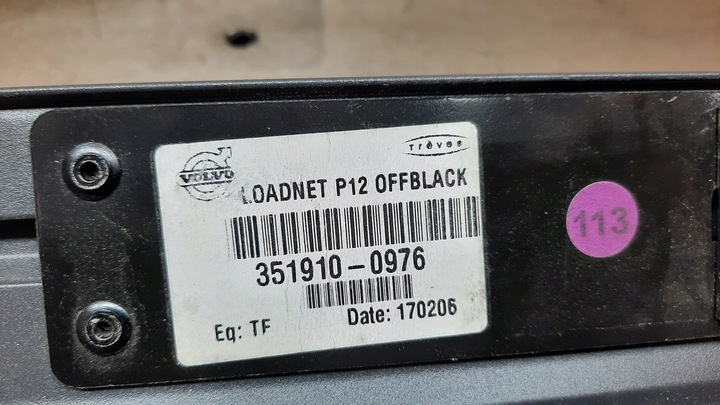 VOLVO
Trèves
LOADNET P12 OFFBLACK
351910-0976
Eq: TF
Date: 170206
113